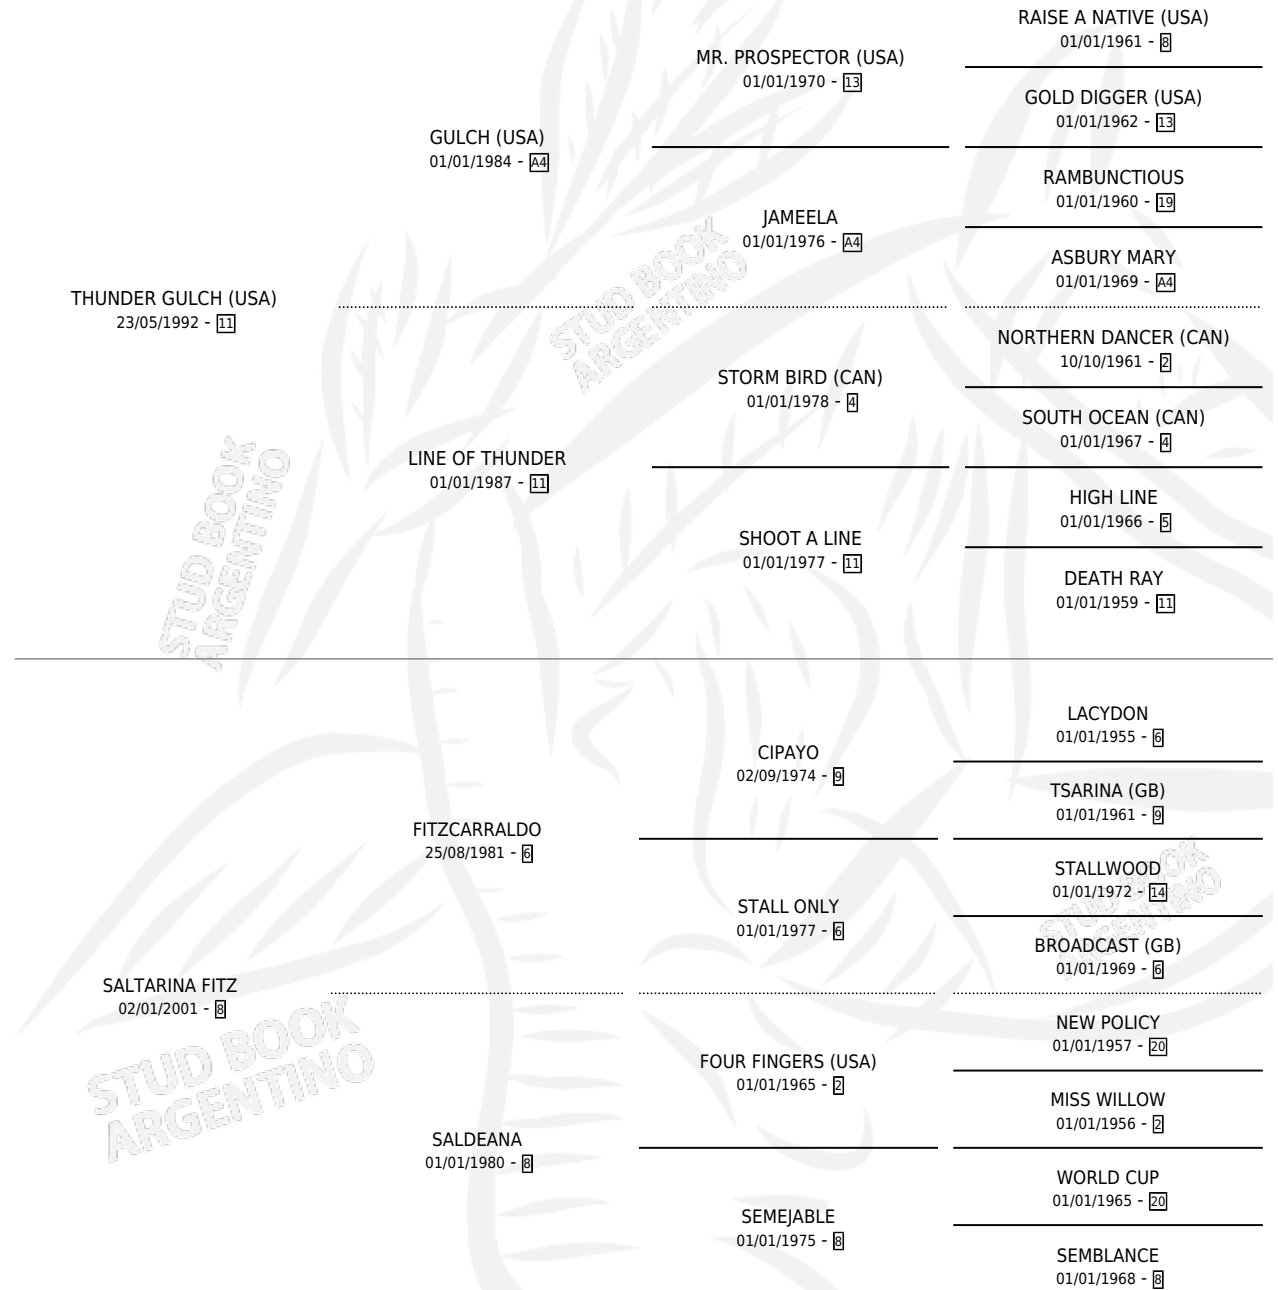 RAISE A NATIVE (USA)
01/01/1961 - 8
MR. PROSPECTOR (USA)
01/01/1970 - 13
GOLD DIGGER (USA)
01/01/1962 - 13
GULCH (USA)
01/01/1984 - A4
RAMBUNCTIOUS
01/01/1960 - 19
JAMEELA
01/01/1976 - A4
ASBURY MARY
01/01/1969 - A4
THUNDER GULCH (USA)
23/05/1992 - 11
NORTHERN DANCER (CAN)
10/10/1961 - 2
STORM BIRD (CAN)
01/01/1978 - 4
SOUTH OCEAN (CAN)
01/01/1967 - 4
LINE OF THUNDER
01/01/1987 - 11
HIGH LINE
01/01/1966 - 5
SHOOT A LINE
01/01/1977 - 11
DEATH RAY
01/01/1959 - 11
LACYDON
01/01/1955 - 6
CIPAYO
02/09/1974 - 9
TSARINA (GB)
01/01/1961 - 9
FITZCARRALDO
25/08/1981 - 6
STALLWOOD
01/01/1972 - 14
STALL ONLY
01/01/1977 - 6
BROADCAST (GB)
01/01/1969 - 6
SALTARINA FITZ
02/01/2001 - 8
NEW POLICY
01/01/1957 - 20
FOUR FINGERS (USA)
01/01/1965 - 2
MISS WILLOW
01/01/1956 - 2
SALDEANA
01/01/1980 - 8
WORLD CUP
01/01/1965 - 20
SEMEJABLE
01/01/1975 - 8
SEMBLANCE
01/01/1968 - 8
STUD BOOK
ARGENTINO
STUD BOOK
ARGENTINO
STUD BOOK
ARGENTINO
STUD BOOK
ARGENTINO